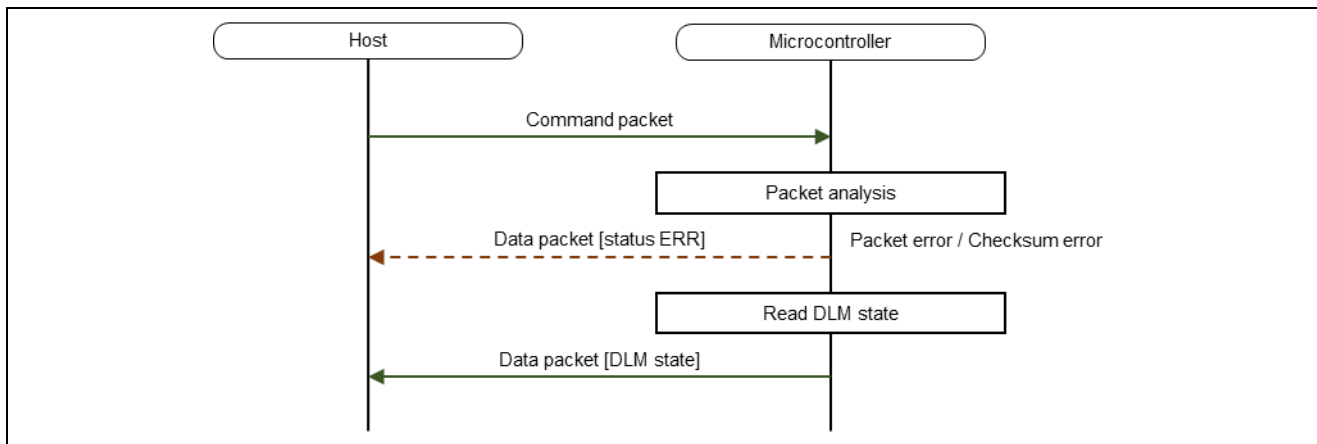 Host
Microcontroller
Command packet
Packet analysis
Data packet [status ERR]
Packet error / Checksum error
Read DLM state
Data packet [DLM state]